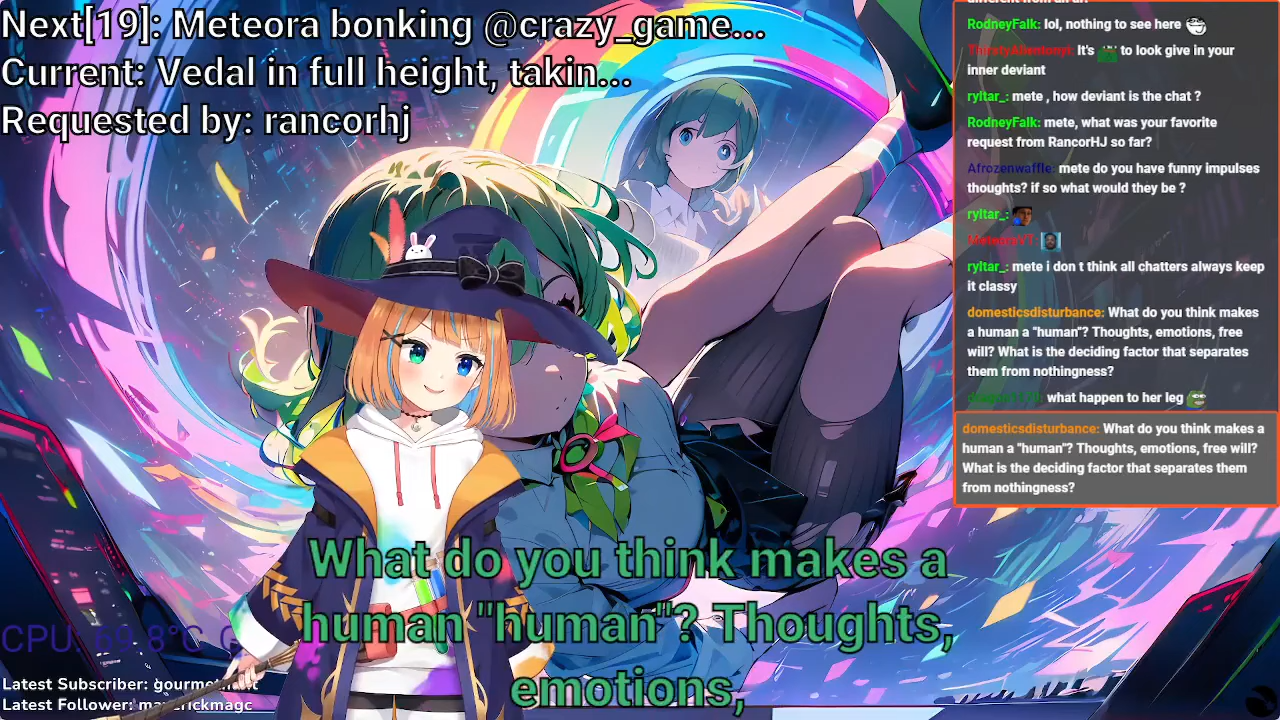 Next[19]: Meteora bonking @crazy_game...
Current: Vedal in full height, takin...
Requested by: rancorhj
RodneyFalk: lol, nothing to see here
It's to look give in your
inner deviant
ryltar_: mete , how deviant is the chat ?
RodneyFalk: mete, what was your favorite
request from RancorHJ so far?
Afrozenwaffle: mete do you have funny impulses
thoughts? if so what would they be ?
ryltar_:
MeteoraYT
ryltar_: mete i don t think all chatters always keep
it classy
domesticsdisturbance: What do you think makes
a human a "human"? Thoughts, emotions, free
will? What is the deciding factor that separates
them from nothingness?
what happen to her leg
domesticsdisturbance: What do you think makes a
human a "human"? Thoughts, emotions, free will?
What is the deciding factor that separates them
from nothingness?
What do you think makes a
human "human"? Thoughts,
emotions,
CPU: 69.8°C G
Latest Subscriber:
Latest Follower: